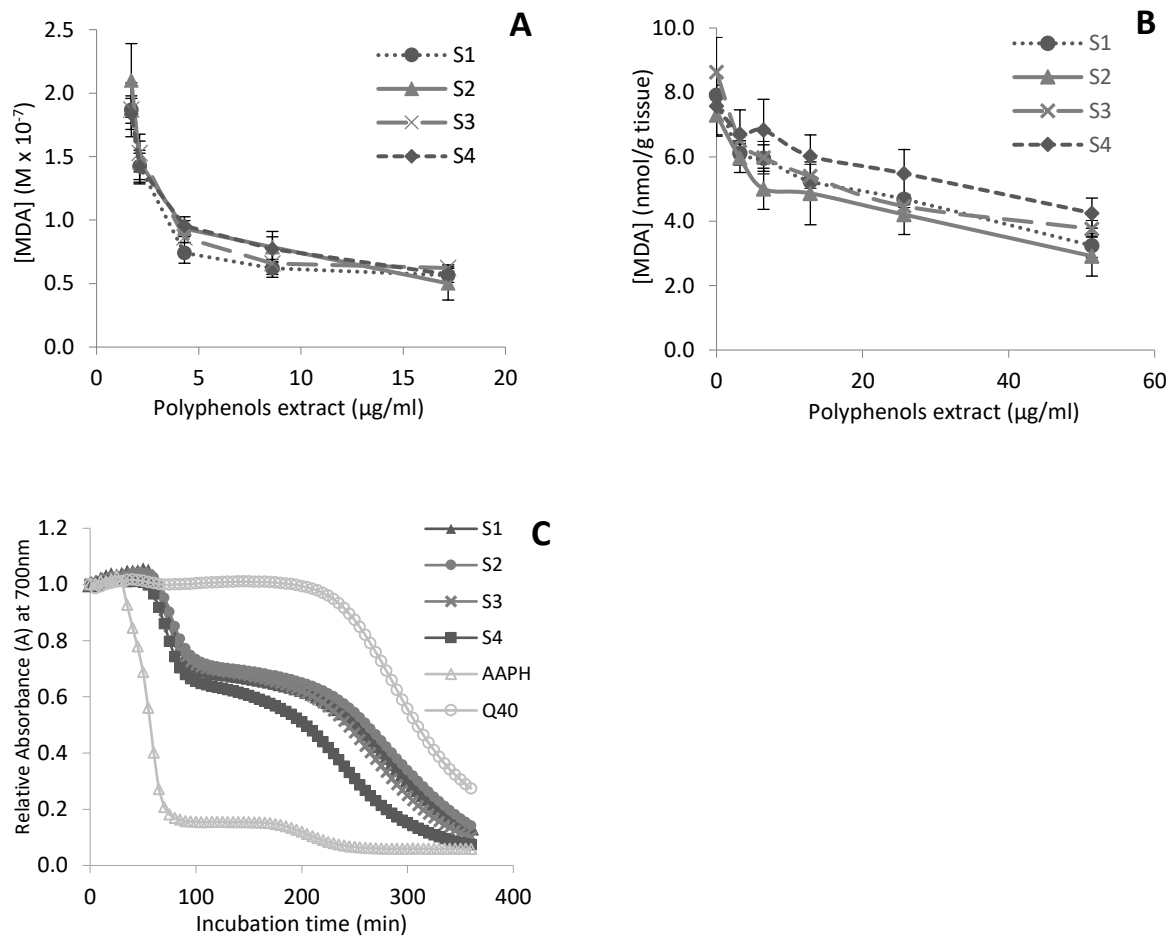 A
2.5
2.0
1.5
1.0
0.5
0.0
0 5 10 15 20
[MDA] (M x 10-7)
Polyphenols extract (µg/ml)
S1
S2
S3
S4
B
10.0
8.0
6.0
4.0
2.0
0.0
0 20 40 60
[MDA] (nmol/g tissue)
Polyphenols extract (µg/ml)
S1
S2
S3
S4
C
1.2
1.0
0.8
0.6
0.4
0.2
0.0
0 100 200 300 400
Relative Absorbance (A) at 700nm
Incubation time (min)
S1
S2
S3
S4
AAPH
Q40